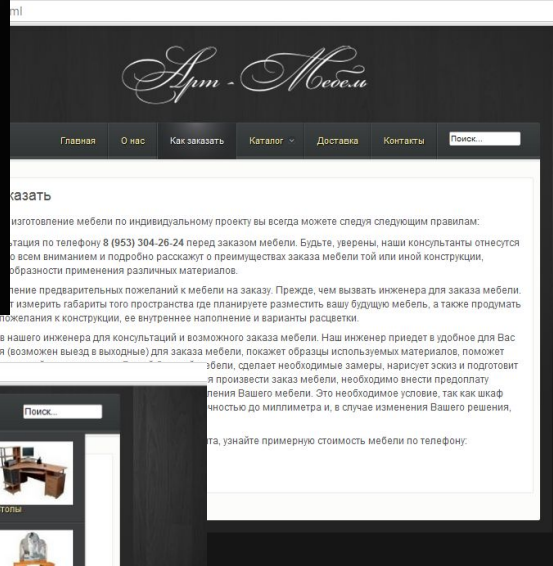 ml
Арт - Мебель
Главная О нас Как заказать Каталог Доставка Контакты Поиск...
казать
изготовление мебели по индивидуальному проекту вы всегда можете следуя следующим правилам:
ьтация по телефону 8 (953) 304-26-24 перед заказом мебели. Будьте, уверены, наши консультанты отнесутся
о всем вниманием и подробно расскажут о преимуществах заказа мебели той или иной конструкции,
образности применения различных материалов.
ление предварительных пожеланий к мебели на заказу. Прежде, чем вызвать инженера для заказа мебели.
т измерить габариты того пространства где планируете разместить вашу будущую мебель, а также продумать
пожелания к конструкции, ее внутреннее наполнение и варианты расцветки.
в нашего инженера для консультаций и возможного заказа мебели. Наш инженер приедет в удобное для Вас
я (возможен выезд в выходные) для заказа мебели, покажет образцы используемых материалов, поможет
мебели, сделает необходимые замеры, нарисует эскиз и подготовит
я произвести заказ мебели, необходимо внести предоплату
ления Вашего мебели. Это необходимое условие, так как шкаф
чностью до миллиметра и, в случае изменения Вашего решения,
та, узнайте примерную стоимость мебели по телефону:
Поиск...
столы